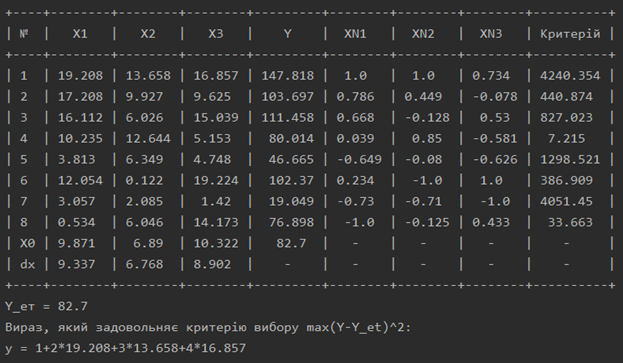 +----+--------+--------+--------+---------+--------+--------+--------+----------+
| № | X1 | X2 | X3 | Y | XN1 | XN2 | XN3 | Критерій |
+----+--------+--------+--------+---------+--------+--------+--------+----------+
| 1 | 19.208 | 13.658 | 16.857 | 147.818 | 1.0 | 1.0 | 0.734 | 4240.354 |
| 2 | 17.208 | 9.927 | 9.625 | 103.697 | 0.786 | 0.449 | -0.078 | 440.874 |
| 3 | 16.112 | 6.026 | 15.039 | 111.458 | 0.668 | -0.128 | 0.53 | 827.023 |
| 4 | 10.235 | 12.644 | 5.153 | 80.014 | 0.039 | 0.85 | -0.581 | 7.215 |
| 5 | 3.813 | 6.349 | 4.748 | 46.665 | -0.649 | -0.08 | -0.626 | 1298.521 |
| 6 | 12.054 | 0.122 | 19.224 | 102.37 | 0.234 | -1.0 | 1.0 | 386.909 |
| 7 | 3.057 | 2.085 | 1.42 | 19.049 | -0.73 | -0.71 | -1.0 | 4051.45 |
| 8 | 0.534 | 6.046 | 14.173 | 76.898 | -1.0 | -0.125 | 0.433 | 33.663 |
| X0 | 9.871 | 6.89 | 10.322 | 82.7 | - | - | - | - |
| dx | 9.337 | 6.768 | 8.902 | - | - | - | - | - |
+----+--------+--------+--------+---------+--------+--------+--------+----------+
Y_ет = 82.7
Вираз, який задовольняє критерію вибору max(Y-Y_et)^2:
y = 1+2*19.208+3*13.658+4*16.857